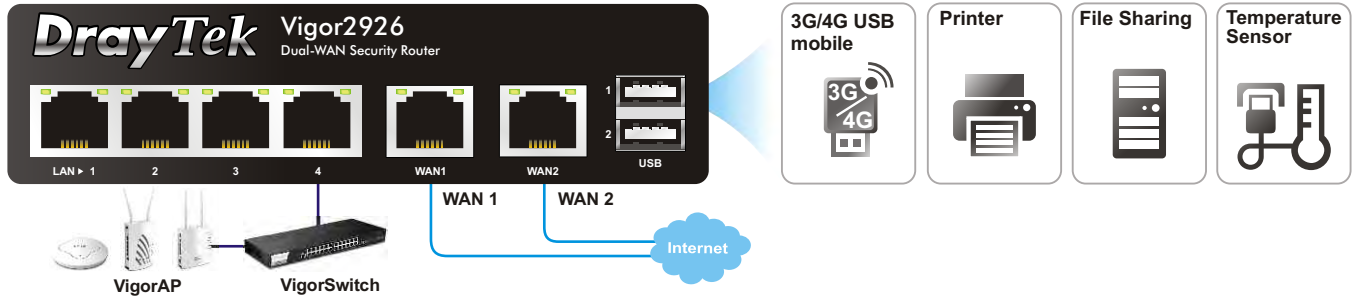 DrayTek
Vigor2926
Dual-WAN Security Router
1
2
USB
LAN ▶ 1
2
3
4
WAN1
WAN2
WAN 1
WAN 2
Internet
VigorAP
VigorSwitch
3G/4G USB
mobile
3G
4G
Printer
File Sharing
Temperature
Sensor